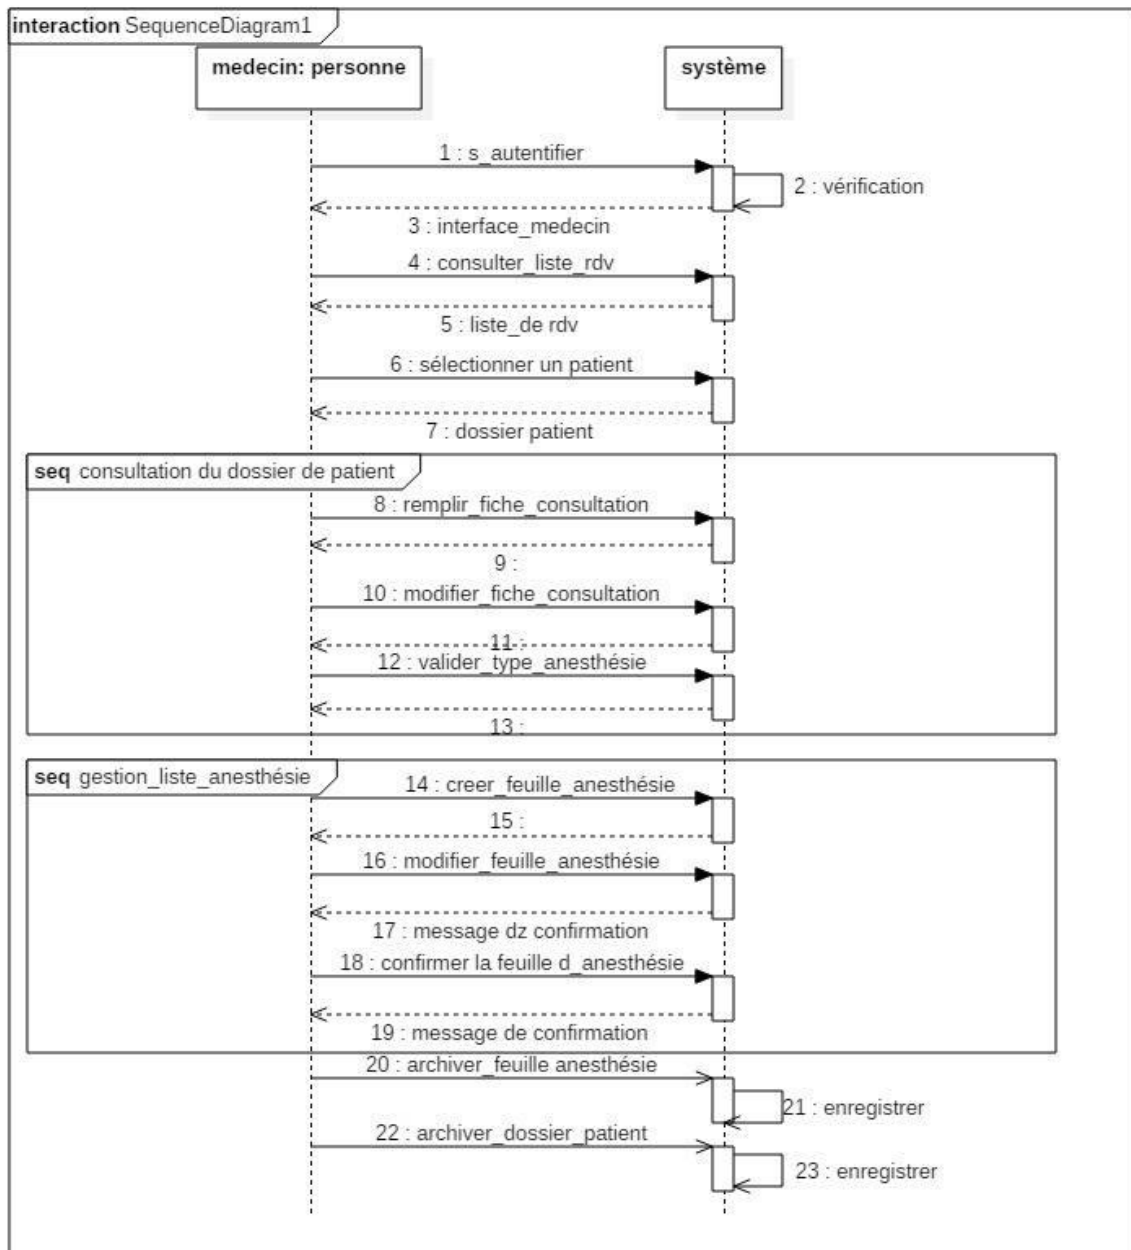 interaction SequenceDiagram1
medecin: personne
système
1 : s_autentifier
2 : vérification
3 : interface_medecin
4 : consulter_liste_rdv
5 : liste_de rdv
6 : sélectionner un patient
7 : dossier patient
seq consultation du dossier de patient
8 : remplir_fiche_consultation
9 :
10 : modifier_fiche_consultation
11 :
12 : valider_type_anesthésie
13 :
seq gestion_liste_anesthésie
14 : creer_feuille_anesthésie
15 :
16 : modifier_feuille_anesthésie
17 : message dz confirmation
18 : confirmer la feuille d_anesthésie
19 : message de confirmation
20 : archiver_feuille anesthésie
21 : enregistrer
22 : archiver_dossier_patient
23 : enregistrer